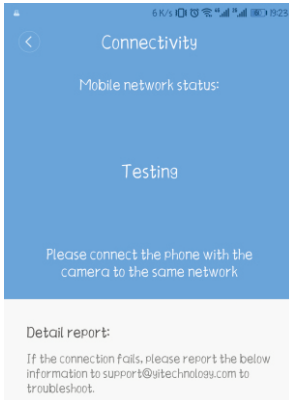 6 K/s 19:23
Connectivity
Mobile network status:
Testing
Please connect the phone with the
camera to the same network
Detail report:
If the connection fails, please report the below
information to support@yitechnology.com to
troubleshoot.